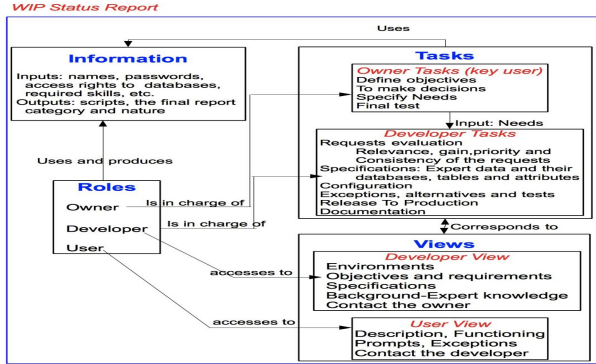 WIP Status Report
Uses
Information
Inputs: names, passwords,
access rights to databases,
required skills, etc.
Outputs: scripts, the final report
category and nature
Uses and produces
Roles
Owner
Developer
User
Is in charge of
Is in charge of
accesses to
accesses to
Tasks
Owner Tasks (key user)
Define objectives
To make decisions
Specify Needs
Final test
Input: Needs
Developer Tasks
Requests evaluation
Relevance, gain,priority and
Consistency of the requests
Specifications: Expert data and their
databases, tables and attributes
Configuration
Exceptions, alternatives and tests
Release To Production
Documentation
Corresponds to
Views
Developer View
Environments
Objectives and requirements
Specifications
Background-Expert knowledge
Contact the owner
User View
Description, Functioning
Prompts, Exceptions
Contact the developer